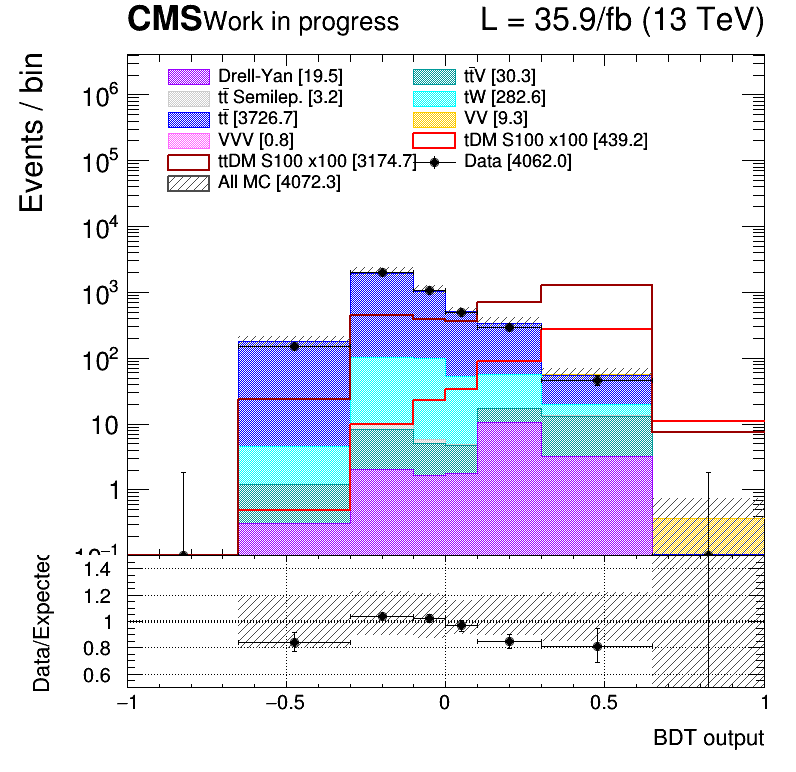 CMS Work in progress L = 35.9/fb (13 TeV)
Events / bin
Drell-Yan [19.5] tt̄V [30.3]
tt̄ Semilep. [3.2] tW [282.6]
tt̄ [3726.7] VV [9.3]
VVV [0.8] tDM S100 x100 [439.2]
ttDM S100 x100 [3174.7] Data [4062.0]
All MC [4072.3]
10⁶
10⁵
10⁴
10³
10²
10
1
10⁻¹
Data/Expected
1.4
1.2
1
0.8
0.6
−1 −0.5 0 0.5 1
BDT output